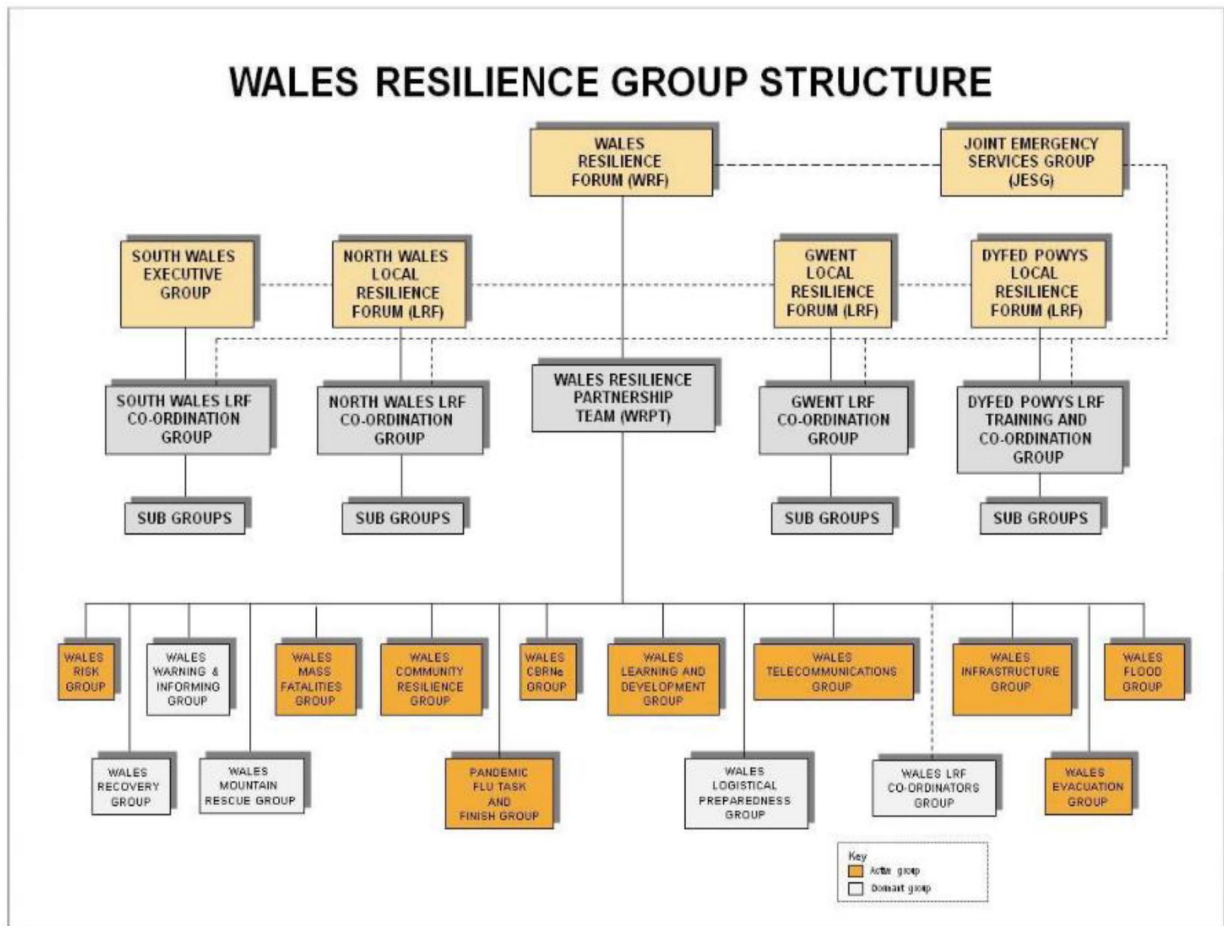 WALES RESILIENCE GROUP STRUCTURE
WALES
RESILIENCE
FORUM (WRF)
JOINT EMERGENCY
SERVICES GROUP
(JESG)
SOUTH WALES
EXECUTIVE
GROUP
NORTH WALES
LOCAL
RESILIENCE
FORUM (LRF)
GWENT
LOCAL
RESILIENCE
FORUM (LRF)
DYFED POWYS
LOCAL
RESILIENCE
FORUM (LRF)
SOUTH WALES LRF
CO-ORDINATION
GROUP
NORTH WALES LRF
CO-ORDINATION
GROUP
WALES RESILIENCE
PARTNERSHIP
TEAM (WRPT)
GWENT LRF
CO-ORDINATION
GROUP
DYFED POWYS LRF
TRAINING AND
CO-ORDINATION
GROUP
SUB GROUPS
SUB GROUPS
SUB GROUPS
SUB GROUPS
WALES
RISK
GROUP
WALES
WARNING &
INFORMING
GROUP
WALES
MASS
FATALITIES
GROUP
WALES
COMMUNITY
RESILIENCE
GROUP
WALES
CBRNe
GROUP
WALES
LEARNING AND
DEVELOPMENT
GROUP
WALES
TELECOMMUNICATIONS
GROUP
WALES
INFRASTRUCTURE
GROUP
WALES
FLOOD
GROUP
WALES
RECOVERY
GROUP
WALES
MOUNTAIN
RESCUE GROUP
PANDEMIC
FLU TASK
AND
FINISH GROUP
WALES
LOGISTICAL
PREPAREDNESS
GROUP
WALES LRF
CO-ORDINATORS
GROUP
WALES
EVACUATION
GROUP
Key
Active group
Dormant group